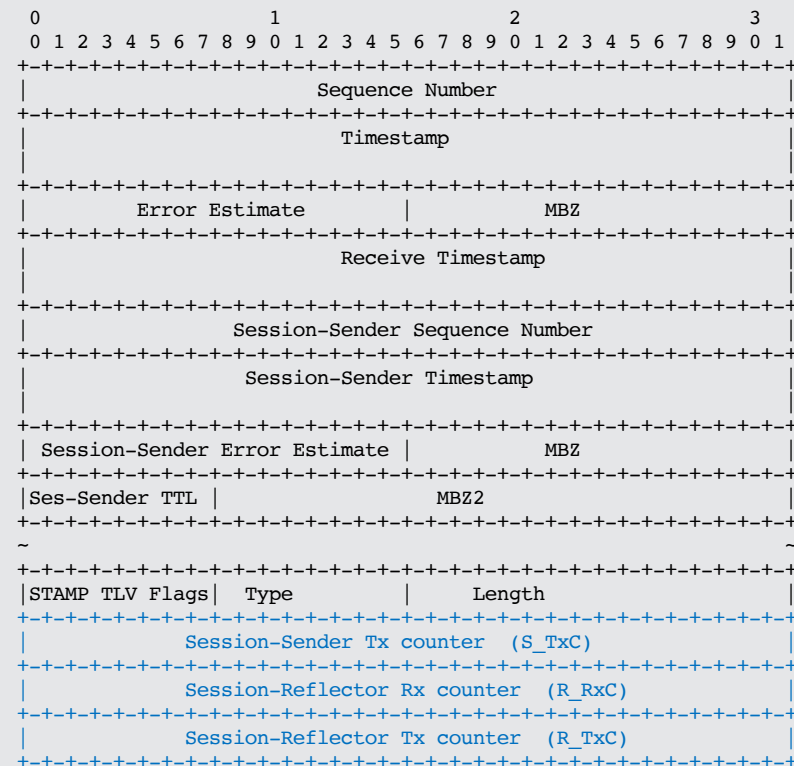 0                   1                   2                   3
 0 1 2 3 4 5 6 7 8 9 0 1 2 3 4 5 6 7 8 9 0 1 2 3 4 5 6 7 8 9 0 1
+-+-+-+-+-+-+-+-+-+-+-+-+-+-+-+-+-+-+-+-+-+-+-+-+-+-+-+-+-+-+-+-+
|                        Sequence Number                        |
+-+-+-+-+-+-+-+-+-+-+-+-+-+-+-+-+-+-+-+-+-+-+-+-+-+-+-+-+-+-+-+-+
|                          Timestamp                            |
|                                                               |
+-+-+-+-+-+-+-+-+-+-+-+-+-+-+-+-+-+-+-+-+-+-+-+-+-+-+-+-+-+-+-+-+
|         Error Estimate        |           MBZ                 |
+-+-+-+-+-+-+-+-+-+-+-+-+-+-+-+-+-+-+-+-+-+-+-+-+-+-+-+-+-+-+-+-+
|                          Receive Timestamp                    |
|                                                               |
+-+-+-+-+-+-+-+-+-+-+-+-+-+-+-+-+-+-+-+-+-+-+-+-+-+-+-+-+-+-+-+-+
|                 Session-Sender Sequence Number                |
+-+-+-+-+-+-+-+-+-+-+-+-+-+-+-+-+-+-+-+-+-+-+-+-+-+-+-+-+-+-+-+-+
|                  Session-Sender Timestamp                     |
|                                                               |
+-+-+-+-+-+-+-+-+-+-+-+-+-+-+-+-+-+-+-+-+-+-+-+-+-+-+-+-+-+-+-+-+
| Session-Sender Error Estimate |           MBZ                 |
+-+-+-+-+-+-+-+-+-+-+-+-+-+-+-+-+-+-+-+-+-+-+-+-+-+-+-+-+-+-+-+-+
|Ses-Sender TTL |                  MBZ2                         |
+-+-+-+-+-+-+-+-+-+-+-+-+-+-+-+-+-+-+-+-+-+-+-+-+-+-+-+-+-+-+-+-+
~                                                               ~
+-+-+-+-+-+-+-+-+-+-+-+-+-+-+-+-+-+-+-+-+-+-+-+-+-+-+-+-+-+-+-+-+
|STAMP TLV Flags|  Type         |     Length                    |
+-+-+-+-+-+-+-+-+-+-+-+-+-+-+-+-+-+-+-+-+-+-+-+-+-+-+-+-+-+-+-+-+
|             Session-Sender Tx counter  (S_TxC)                |
+-+-+-+-+-+-+-+-+-+-+-+-+-+-+-+-+-+-+-+-+-+-+-+-+-+-+-+-+-+-+-+-+
|             Session-Reflector Rx counter  (R_RxC)             |
+-+-+-+-+-+-+-+-+-+-+-+-+-+-+-+-+-+-+-+-+-+-+-+-+-+-+-+-+-+-+-+-+
|             Session-Reflector Tx counter  (R_TxC)             |
+-+-+-+-+-+-+-+-+-+-+-+-+-+-+-+-+-+-+-+-+-+-+-+-+-+-+-+-+-+-+-+-+